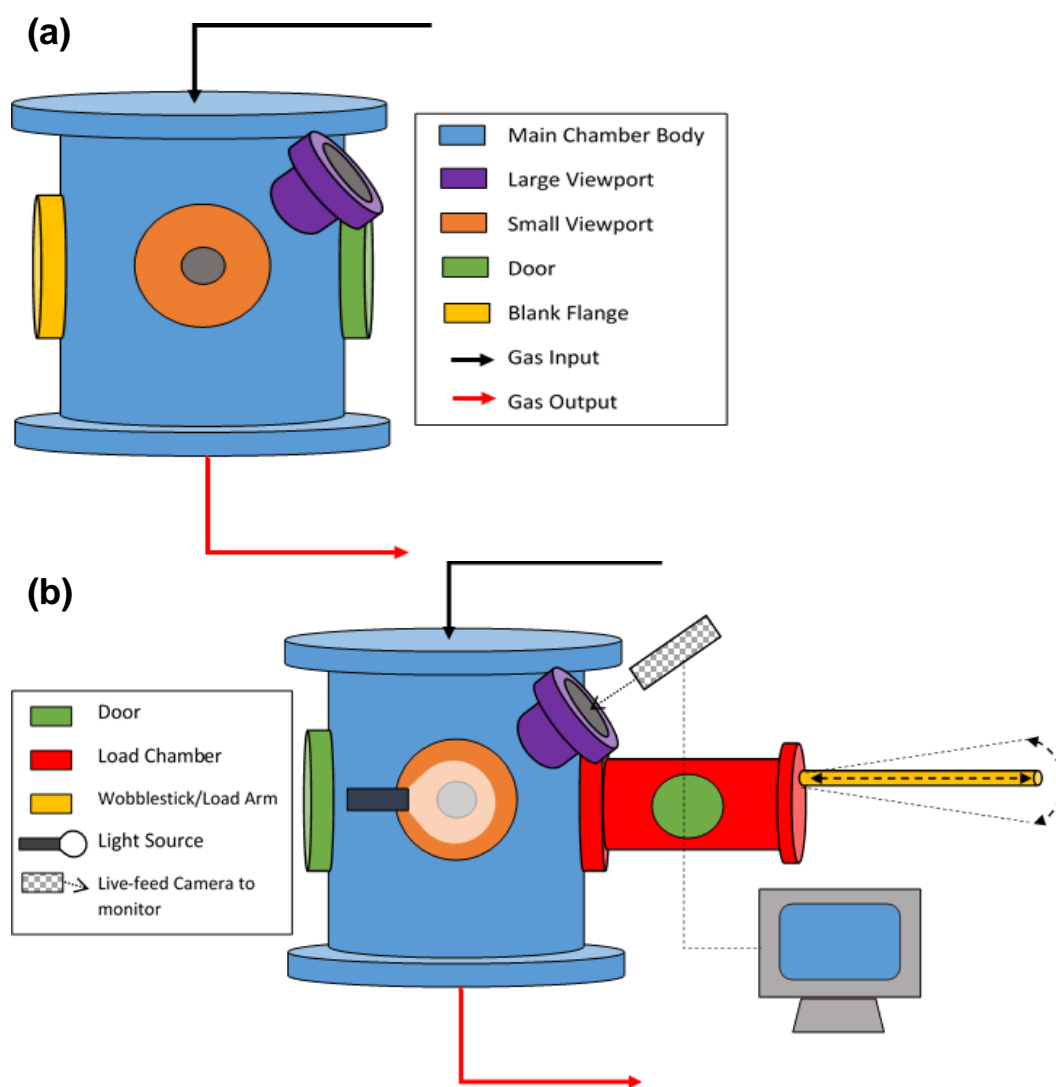 (a)
Main Chamber Body
Large Viewport
Small Viewport
Door
Blank Flange
Gas Input
Gas Output
(b)
Door
Load Chamber
Wobblestick/Load Arm
Light Source
Live-feed Camera to
monitor